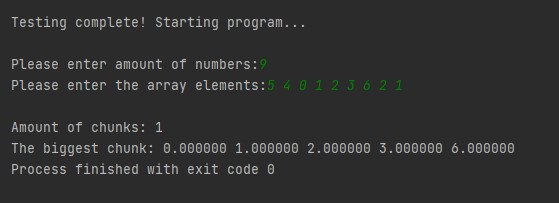 Testing complete! Starting program...
Please enter amount of numbers:9
Please enter the array elements:5 4 0 1 2 3 6 2 1
Amount of chunks: 1
The biggest chunk: 0.000000 1.000000 2.000000 3.000000 6.000000
Process finished with exit code 0